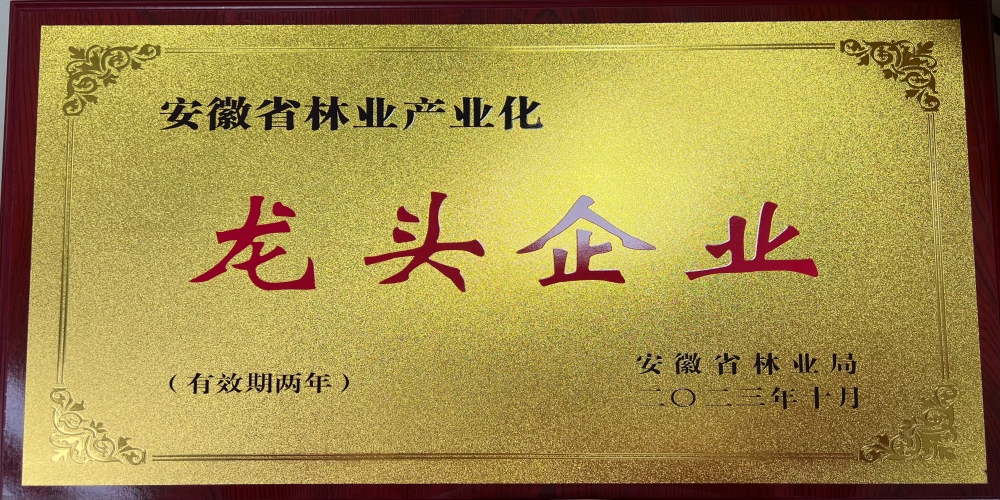 安徽省林业产业化
龙头企业
（有效期两年）
安徽省林业局
二〇二三年十月